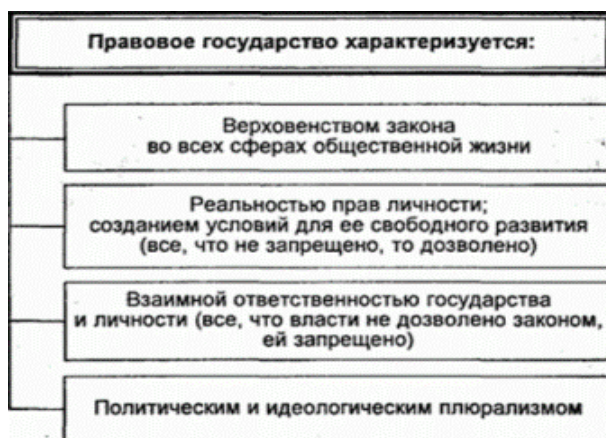 Правовое государство характеризуется:
Верховенством закона
во всех сферах общественной жизни
Реальностью прав личности;
созданием условий для ее свободного развития
(все, что не запрещено, то дозволено)
Взаимной ответственностью государства
и личности (все, что власти не дозволено законом,
ей запрещено)
Политическим и идеологическим плюрализмом